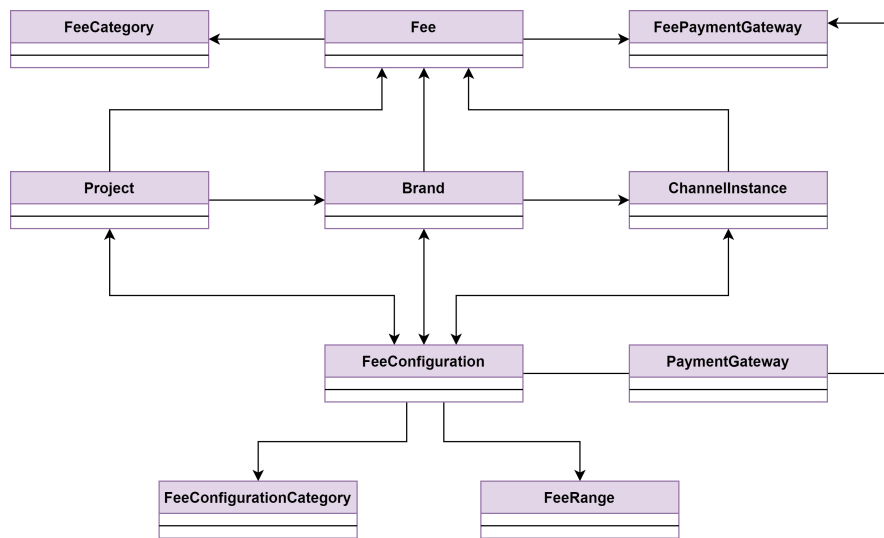 FeeCategory
Fee
FeePaymentGateway
Project
Brand
ChannelInstance
FeeConfiguration
PaymentGateway
FeeConfigurationCategory
FeeRange